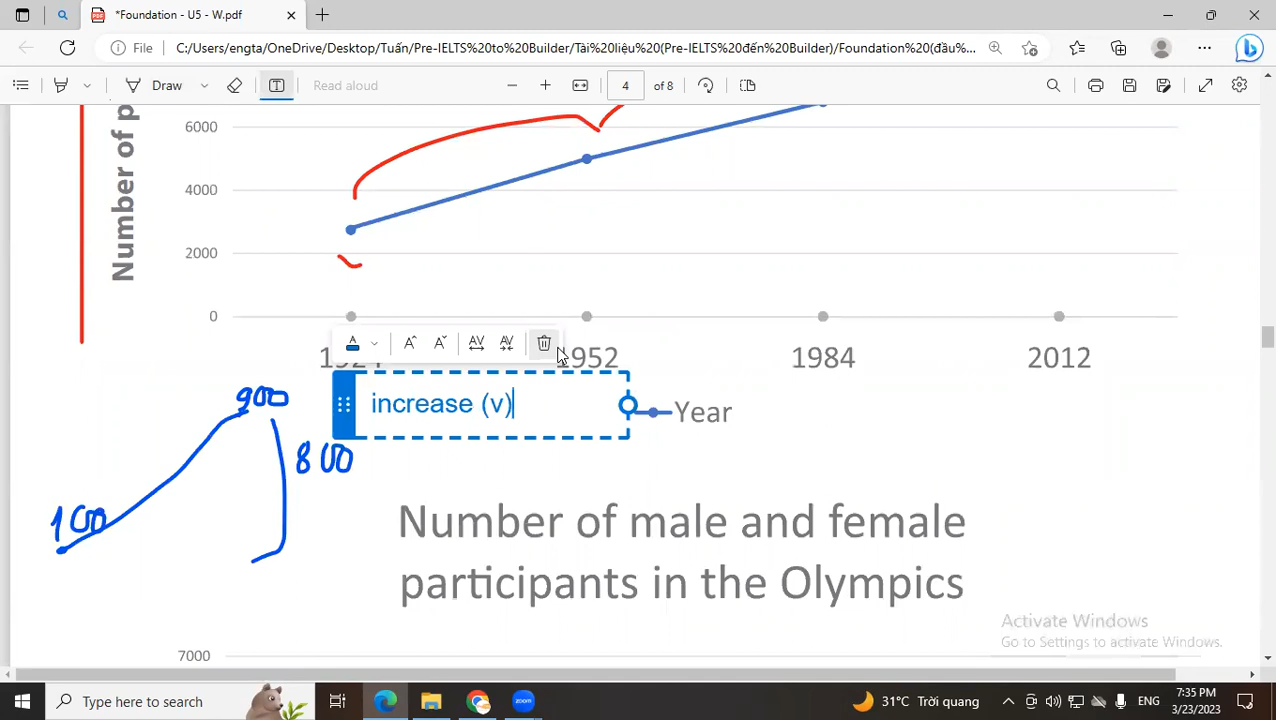 *Foundation - U5 - W.pdf
File
C:/Users/engta/OneDrive/Desktop/Tuấn/Pre-IELTS%20to%20Builder/Tài%20liệu%20(Pre-IELTS%20đến%20Builder)/Foundation%20(đầu%...
Draw
Read aloud
4
of 8
Number of p
6000
4000
2000
0
1924
1952
1984
2012
increase (v)
Year
900
800
100
Number of male and female
participants in the Olympics
7000
Activate Windows
Go to Settings to activate Windows.
Type here to search
zoom
31°C Trời quang
ENG
7:35 PM
3/23/2023